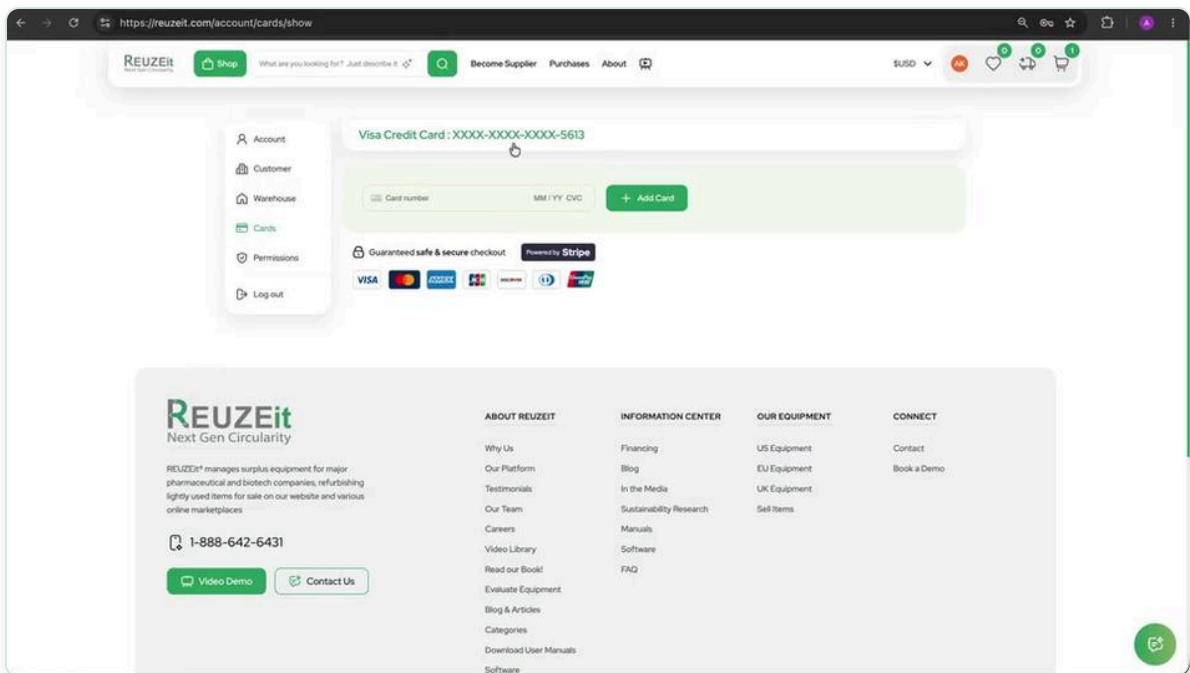 https://reuzeit.com/account/cards/show
REUZEit
Next Gen Circularity
Shop
What are you looking for? Just describe it
Become Supplier
Purchases
About
$USD
AK
0
0
1
A
Account
Customer
Warehouse
Cards
Permissions
Log out
Visa Credit Card : XXXX-XXXX-XXXX-5613
Card number MM / YY CVC
+ Add Card
Guaranteed safe & secure checkout
Powered by Stripe
VISA
JCB
DISCOVER
REUZEit
Next Gen Circularity
REUZEit® manages surplus equipment for major
pharmaceutical and biotech companies, refurbishing
lightly used items for sale on our website and various
online marketplaces
1-888-642-6431
Video Demo
Contact Us
ABOUT REUZEIT
Why Us
Our Platform
Testimonials
Our Team
Careers
Video Library
Read our Book!
Evaluate Equipment
Blog & Articles
Categories
Download User Manuals
Software
INFORMATION CENTER
Financing
Blog
In the Media
Sustainability Research
Manuals
Software
FAQ
OUR EQUIPMENT
US Equipment
EU Equipment
UK Equipment
Sell Items
CONNECT
Contact
Book a Demo